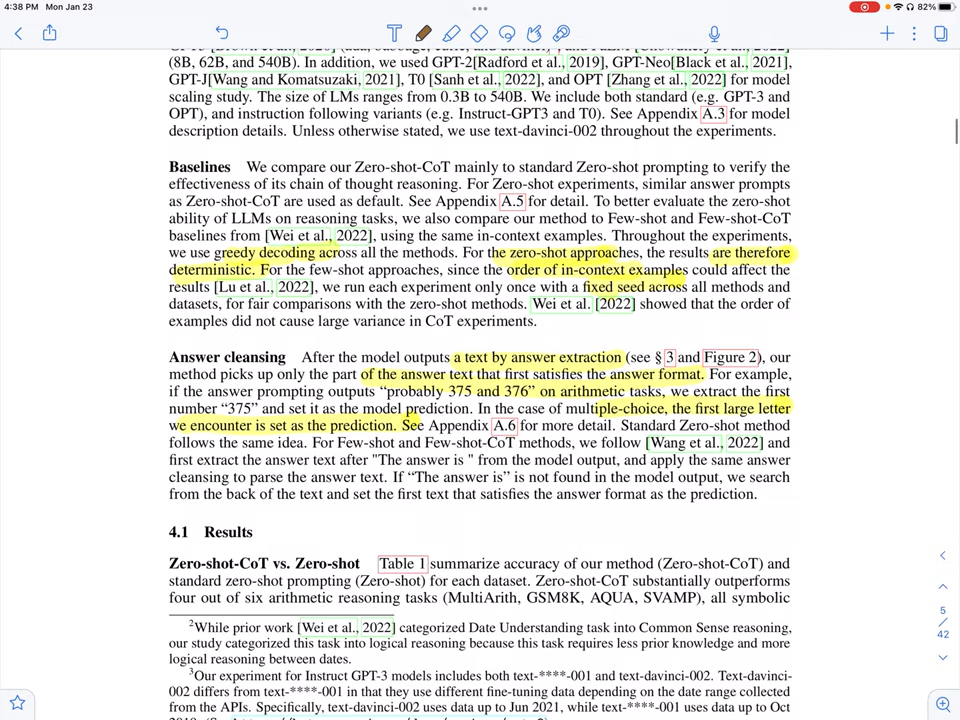 4:38 PM Mon Jan 23
82%
(8B, 62B, and 540B). In addition, we used GPT-2[Radford et al., 2019], GPT-Neo[Black et al., 2021],
GPT-J[Wang and Komatsuzaki, 2021], T0 [Sanh et al., 2022], and OPT [Zhang et al., 2022] for model
scaling study. The size of LMs ranges from 0.3B to 540B. We include both standard (e.g. GPT-3 and
OPT), and instruction following variants (e.g. Instruct-GPT3 and T0). See Appendix A.3 for model
description details. Unless otherwise stated, we use text-davinci-002 throughout the experiments.
Baselines We compare our Zero-shot-CoT mainly to standard Zero-shot prompting to verify the
effectiveness of its chain of thought reasoning. For Zero-shot experiments, similar answer prompts
as Zero-shot-CoT are used as default. See Appendix A.5 for detail. To better evaluate the zero-shot
ability of LLMs on reasoning tasks, we also compare our method to Few-shot and Few-shot-CoT
baselines from [Wei et al., 2022], using the same in-context examples. Throughout the experiments,
we use greedy decoding across all the methods. For the zero-shot approaches, the results are therefore
deterministic. For the few-shot approaches, since the order of in-context examples could affect the
results [Lu et al., 2022], we run each experiment only once with a fixed seed across all methods and
datasets, for fair comparisons with the zero-shot methods. Wei et al. [2022] showed that the order of
examples did not cause large variance in CoT experiments.
Answer cleansing After the model outputs a text by answer extraction (see § 3 and Figure 2), our
method picks up only the part of the answer text that first satisfies the answer format. For example,
if the answer prompting outputs “probably 375 and 376” on arithmetic tasks, we extract the first
number “375” and set it as the model prediction. In the case of multiple-choice, the first large letter
we encounter is set as the prediction. See Appendix A.6 for more detail. Standard Zero-shot method
follows the same idea. For Few-shot and Few-shot-CoT methods, we follow [Wang et al., 2022] and
first extract the answer text after "The answer is " from the model output, and apply the same answer
cleansing to parse the answer text. If “The answer is” is not found in the model output, we search
from the back of the text and set the first text that satisfies the answer format as the prediction.
4.1 Results
Zero-shot-CoT vs. Zero-shot Table 1 summarize accuracy of our method (Zero-shot-CoT) and
standard zero-shot prompting (Zero-shot) for each dataset. Zero-shot-CoT substantially outperforms
four out of six arithmetic reasoning tasks (MultiArith, GSM8K, AQUA, SVAMP), all symbolic
2While prior work [Wei et al., 2022] categorized Date Understanding task into Common Sense reasoning,
our study categorized this task into logical reasoning because this task requires less prior knowledge and more
logical reasoning between dates.
3Our experiment for Instruct GPT-3 models includes both text-****-001 and text-davinci-002. Text-davinci-
002 differs from text-****-001 in that they use different fine-tuning data depending on the date range collected
from the APIs. Specifically, text-davinci-002 uses data up to Jun 2021, while text-****-001 uses data up to Oct
5
/
42